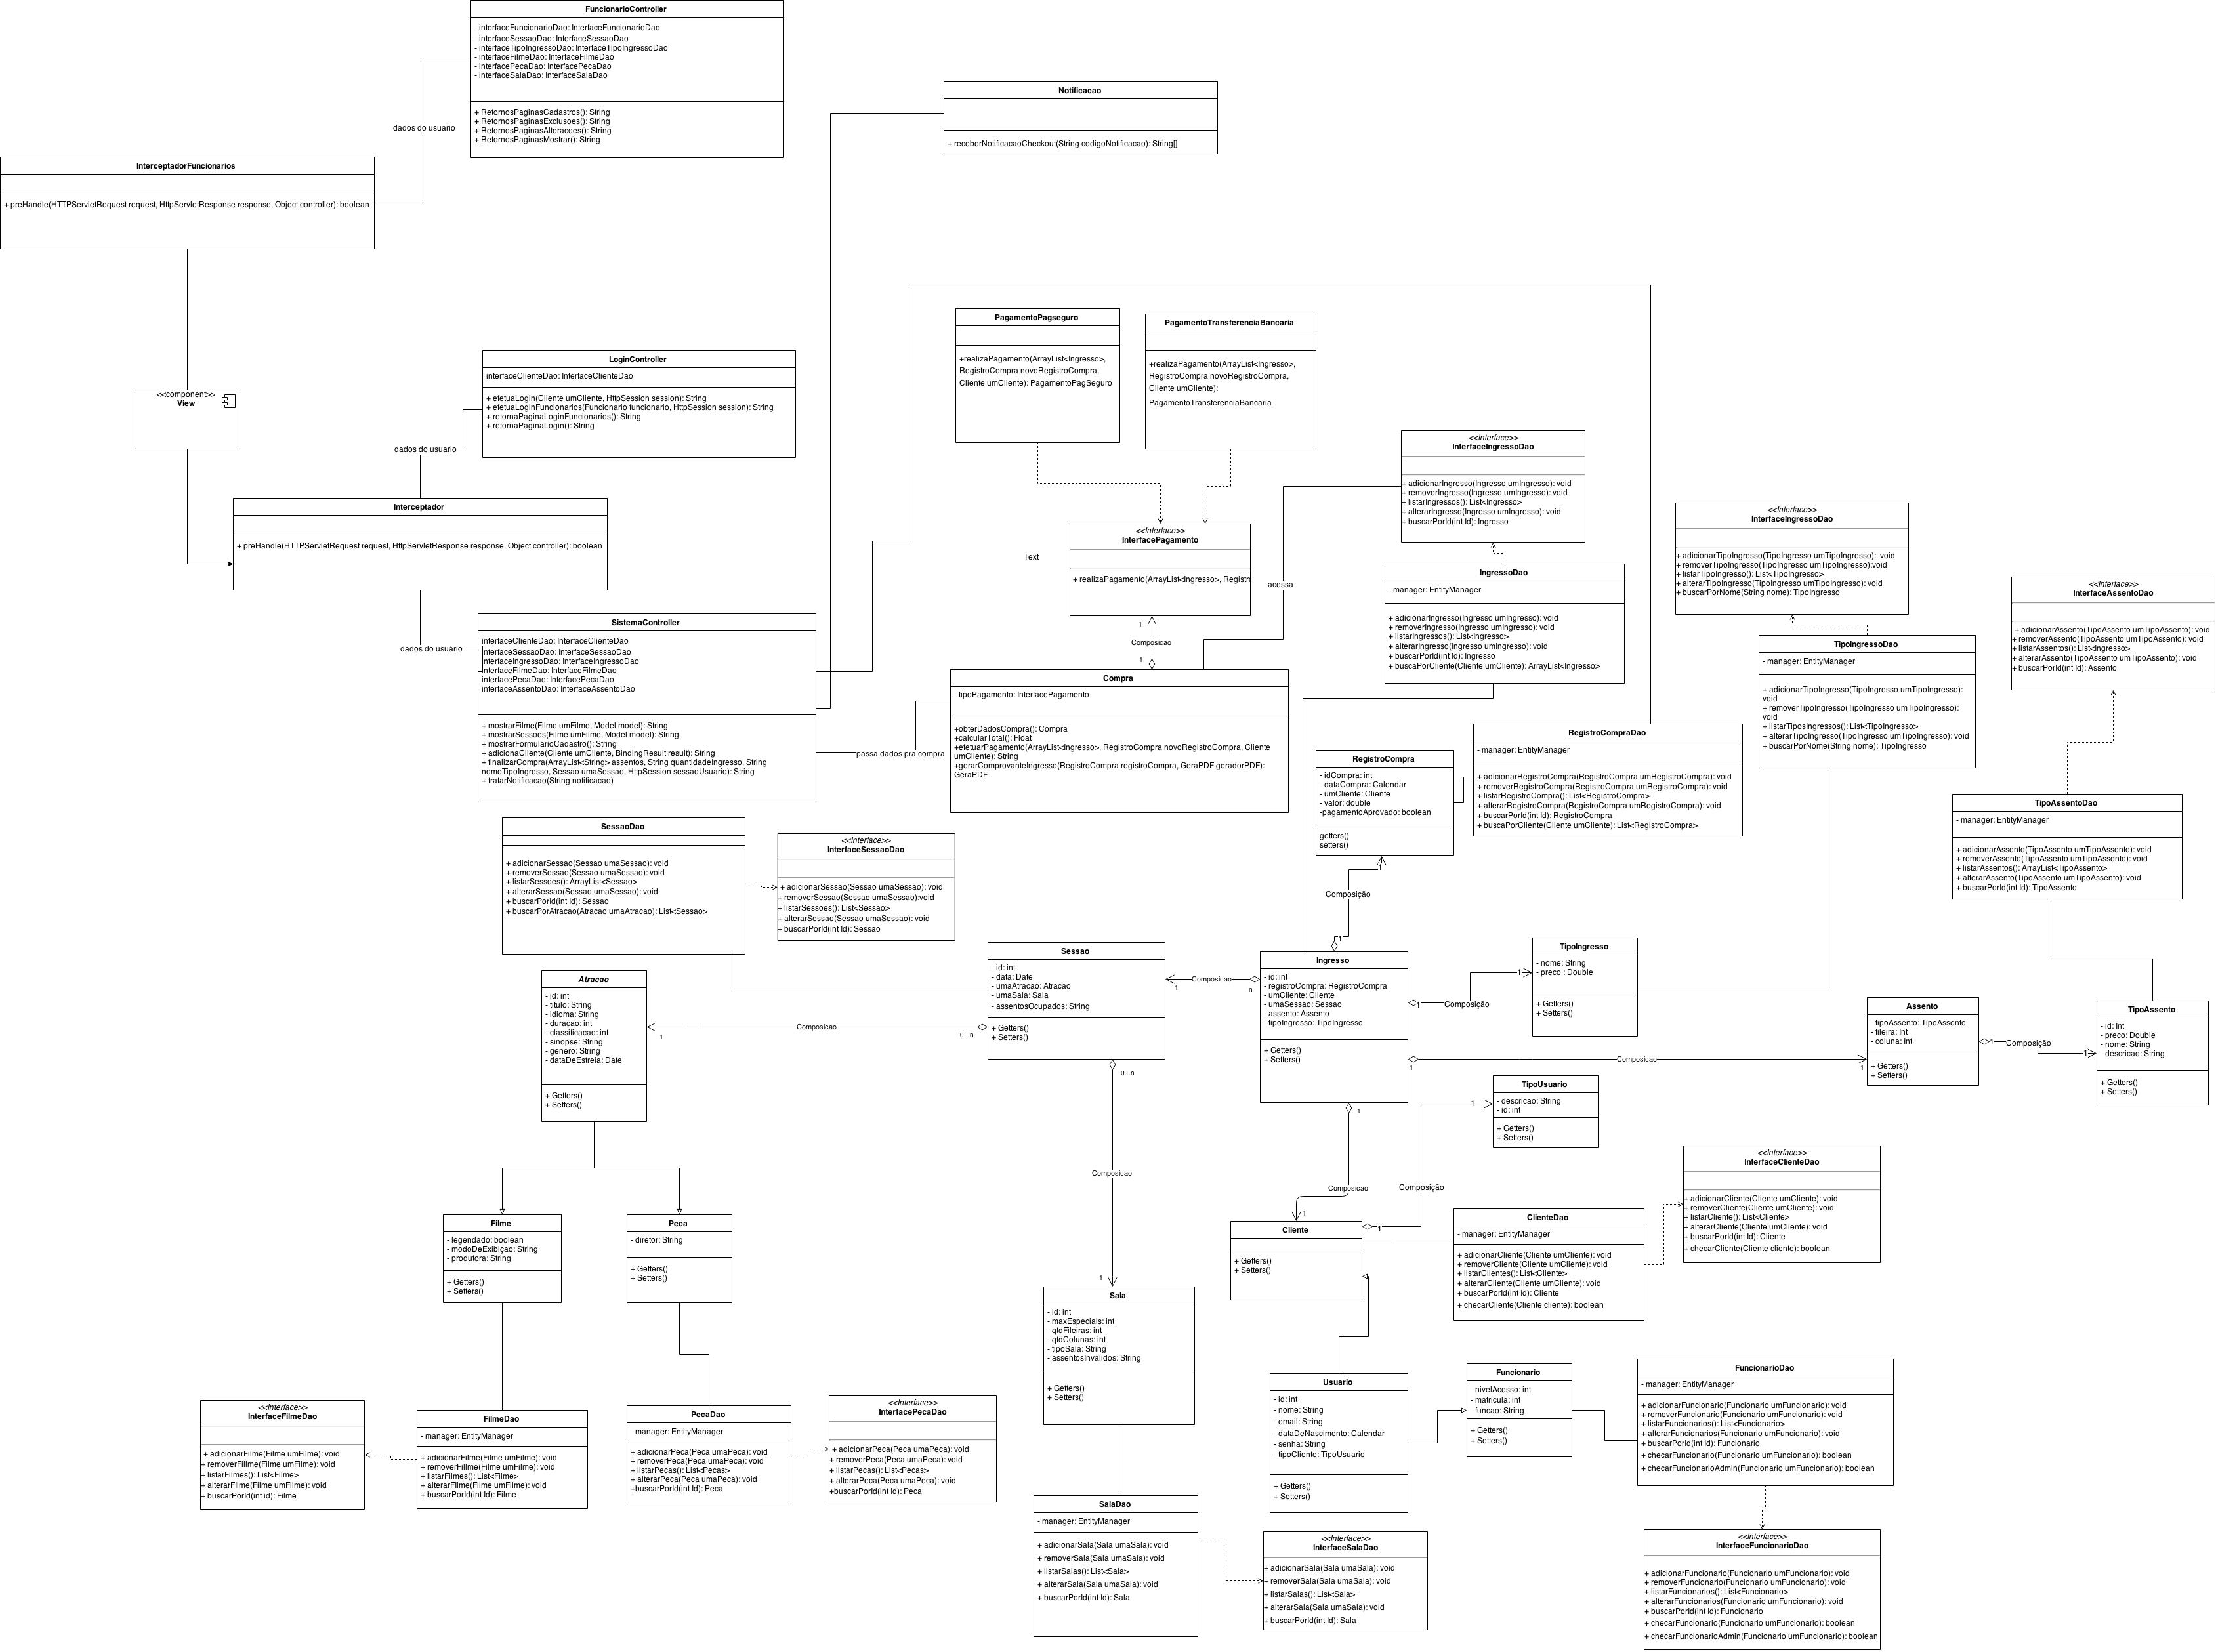 FuncionarioController
- interfaceFuncionarioDao: InterfaceFuncionarioDao
- interfaceSessaoDao: InterfaceSessaoDao
- interfaceTipoIngressoDao: InterfaceTipoIngressoDao
- interfaceFilmeDao: InterfaceFilmeDao
- interfacePecaDao: InterfacePecaDao
- interfaceSalaDao: InterfaceSalaDao
+ RetornosPaginasCadastros(): String
+ RetornosPaginasExclusoes(): String
+ RetornosPaginasAlteracoes(): String
+ RetornosPaginasMostrar(): String
dados do usuario
Notificacao
+ receberNotificacaoCheckout(String codigoNotificacao): String[]
InterceptadorFuncionarios
+ preHandle(HTTPServletRequest request, HttpServletResponse response, Object controller): boolean
<<component>>
View
LoginController
interfaceClienteDao: InterfaceClienteDao
+ efetuaLogin(Cliente umCliente, HttpSession session): String
+ efetuaLoginFuncionarios(Funcionario funcionario, HttpSession session): String
+ retornaPaginaLoginFuncionarios(): String
+ retornaPaginaLogin(): String
dados do usuario
Interceptador
+ preHandle(HTTPServletRequest request, HttpServletResponse response, Object controller): boolean
dados do usuário
SistemaController
interfaceClienteDao: InterfaceClienteDao
interfaceSessaoDao: InterfaceSessaoDao
interfaceIngressoDao: InterfaceIngressoDao
interfaceFilmeDao: InterfaceFilmeDao
interfacePecaDao: InterfacePecaDao
interfaceAssentoDao: InterfaceAssentoDao
+ mostrarFilme(Filme umFilme, Model model): String
+ mostrarSessoes(Filme umFilme, Model model): String
+ mostrarFormularioCadastro(): String
+ adicionaCliente(Cliente umCliente, BindingResult result): String
+ finalizarCompra(ArrayList<String> assentos, String quantidadeIngresso, String
nomeTipoIngresso, Sessao umaSessao, HttpSession sessaoUsuario): String
+ tratarNotificacao(String notificacao)
PagamentoPagseguro
+realizaPagamento(ArrayList<Ingresso>,
RegistroCompra novoRegistroCompra,
Cliente umCliente): PagamentoPagSeguro
PagamentoTransferenciaBancaria
+realizaPagamento(ArrayList<Ingresso>,
RegistroCompra novoRegistroCompra,
Cliente umCliente):
PagamentoTransferenciaBancaria
<<Interface>>
InterfacePagamento
+ realizaPagamento(ArrayList<Ingresso>, Registr
Text
1
Composicao
1
acessa
passa dados pra compra
Compra
- tipoPagamento: InterfacePagamento
+obterDadosCompra(): Compra
+calcularTotal(): Float
+efetuarPagamento(ArrayList<Ingresso>, RegistroCompra novoRegistroCompra, Cliente
umCliente): String
+gerarComprovanteIngresso(RegistroCompra registroCompra, GeraPDF geradorPDF):
GeraPDF
<<Interface>>
InterfaceIngressoDao
+ adicionarIngresso(Ingresso umIngresso): void
+ removerIngresso(Ingresso umIngresso): void
+ listarIngressos(): List<Ingresso>
+ alterarIngresso(Ingresso umIngresso): void
+ buscarPorId(int Id): Ingresso
IngressoDao
- manager: EntityManager
+ adicionarIngresso(Ingresso umIngresso): void
+ removerIngresso(Ingresso umIngresso): void
+ listarIngressos(): List<Ingresso>
+ alterarIngresso(Ingresso umIngresso): void
+ buscarPorId(int Id): Ingresso
+ buscaPorCliente(Cliente umCliente): ArrayList<Ingresso>
<<Interface>>
InterfaceIngressoDao
+ adicionarTipoIngresso(TipoIngresso umTipoIngresso): void
+ removerTipoIngresso(TipoIngresso umTipoIngresso):void
+ listarTipoIngresso(): List<TipoIngresso>
+ alterarTipoIngresso(TipoIngresso umTipoIngresso): void
+ buscarPorNome(String nome): TipoIngresso
TipoIngressoDao
- manager: EntityManager
+ adicionarTipoIngresso(TipoIngresso umTipoIngresso):
void
+ removerTipoIngresso(TipoIngresso umTipoIngresso):
void
+ listarTiposIngressos(): List<TipoIngresso>
+ alterarTipoIngresso(TipoIngresso umTipoIngresso): void
+ buscarPorNome(String nome): TipoIngresso
<<Interface>>
InterfaceAssentoDao
+ adicionarAssento(TipoAssento umTipoAssento): void
+ removerAssento(TipoAssento umTipoAssento): void
+ listarAssentos(): List<Ingresso>
+ alterarAssento(TipoAssento umTipoAssento): void
+ buscarPorId(int Id): Assento
TipoAssentoDao
- manager: EntityManager
+ adicionarAssento(TipoAssento umTipoAssento): void
+ removerAssento(TipoAssento umTipoAssento): void
+ listarAssentos(): ArrayList<TipoAssento>
+ alterarAssento(TipoAssento umTipoAssento): void
+ buscarPorId(int Id): TipoAssento
RegistroCompra
- idCompra: int
- dataCompra: Calendar
- umCliente: Cliente
- valor: double
-pagamentoAprovado: boolean
getters()
setters()
RegistroCompraDao
- manager: EntityManager
+ adicionarRegistroCompra(RegistroCompra umRegistroCompra): void
+ removerRegistroCompra(RegistroCompra umRegistroCompra): void
+ listarRegistroCompra(): List<RegistroCompra>
+ alterarRegistroCompra(RegistroCompra umRegistroCompra): void
+ buscarPorId(int Id): RegistroCompra
+ buscaPorCliente(Cliente umCliente): List<RegistroCompra>
1
Composição
1
SessaoDao
+ adicionarSessao(Sessao umaSessao): void
+ removerSessao(Sessao umaSessao): void
+ listarSessoes(): ArrayList<Sessao>
+ alterarSessao(Sessao umaSessao): void
+ buscarPorId(int Id): Sessao
+ buscarPorAtracao(Atracao umaAtracao): List<Sessao>
<<Interface>>
InterfaceSessaoDao
+ adicionarSessao(Sessao umaSessao): void
+ removerSessao(Sessao umaSessao):void
+ listarSessoes(): List<Sessao>
+ alterarSessao(Sessao umaSessao): void
+ buscarPorId(int Id): Sessao
Atracao
- id: int
- titulo: String
- idioma: String
- duracao: int
- classificacao: int
- sinopse: String
- genero: String
- dataDeEstreia: Date
+ Getters()
+ Setters()
1
Composicao
0.. n
Sessao
- id: int
- data: Date
- umaAtracao: Atracao
- umaSala: Sala
- assentosOcupados: String
+ Getters()
+ Setters()
1
Composicao
n
Ingresso
- id: int
- registroCompra: RegistroCompra
- umCliente: Cliente
- umaSessao: Sessao
- assento: Assento
- tipoIngresso: TipoIngresso
+ Getters()
+ Setters()
1
Composição
1
TipoIngresso
- nome: String
- preco : Double
+ Getters()
+ Setters()
1
Composicao
1
Assento
- tipoAssento: TipoAssento
- fileira: Int
- coluna: Int
+ Getters()
+ Setters()
1
Composição
1
TipoAssento
- id: Int
- preco: Double
- nome: String
- descricao: String
+ Getters()
+ Setters()
0...n
Composicao
1
1
Composicao
1
TipoUsuario
- descricao: String
- id: int
+ Getters()
+ Setters()
1
Composição
1
Cliente
+ Getters()
+ Setters()
ClienteDao
- manager: EntityManager
+ adicionarCliente(Cliente umCliente): void
+ removerCliente(Cliente umCliente): void
+ listarClientes(): List<Cliente>
+ alterarCliente(Cliente umCliente): void
+ buscarPorId(int Id): Cliente
+ checarCliente(Cliente cliente): boolean
<<Interface>>
InterfaceClienteDao
+ adicionarCliente(Cliente umCliente): void
+ removerCliente(Cliente umCliente): void
+ listarCliente(): List<Cliente>
+ alterarCliente(Cliente umCliente): void
+ buscarPorId(int Id): Cliente
+ checarCliente(Cliente cliente): boolean
Filme
- legendado: boolean
- modoDeExibiçao: String
- produtora: String
+ Getters()
+ Setters()
Peca
- diretor: String
+ Getters()
+ Setters()
Sala
- id: int
- maxEspeciais: int
- qtdFileiras: int
- qtdColunas: int
- tipoSala: String
- assentosInvalidos: String
+ Getters()
+ Setters()
Usuario
- id: int
- nome: String
- email: String
- dataDeNascimento: Calendar
- senha: String
- tipoCliente: TipoUsuario
+ Getters()
+ Setters()
Funcionario
- nivelAcesso: int
- matricula: int
- funcao: String
+ Getters()
+ Setters()
FuncionarioDao
- manager: EntityManager
+ adicionarFuncionario(Funcionario umFuncionario): void
+ removerFuncionario(Funcionario umFuncionario): void
+ listarFuncionarios(): List<Funcionario>
+ alterarFuncionarios(Funcionario umFuncionario): void
+ buscarPorId(int Id): Funcionario
+ checarFuncionario(Funcionario umFuncionario): boolean
+ checarFuncionarioAdmin(Funcionario umFuncionario): boolean
<<Interface>>
InterfaceFilmeDao
+ adicionarFilme(Filme umFilme): void
+ removerFillme(Filme umFilme): void
+ listarFilmes(): List<Filme>
+ alterarFIlme(Filme umFilme): void
+ buscarPorId(int id): Filme
FilmeDao
- manager: EntityManager
+ adicionarFilme(Filme umFilme): void
+ removerFillme(Filme umFilme): void
+ listarFilmes(): List<Filme>
+ alterarFIlme(Filme umFilme): void
+ buscarPorId(int Id): Filme
PecaDao
- manager: EntityManager
+ adicionarPeca(Peca umaPeca): void
+ removerPeca(Peca umaPeca): void
+ listarPecas(): List<Pecas>
+ alterarPeca(Peca umaPeca): void
+buscarPorId(int Id): Peca
<<Interface>>
InterfacePecaDao
+ adicionarPeca(Peca umaPeca): void
+ removerPeca(Peca umaPeca): void
+ listarPecas(): List<Pecas>
+ alterarPeca(Peca umaPeca): void
+buscarPorId(int Id): Peca
SalaDao
- manager: EntityManager
+ adicionarSala(Sala umaSala): void
+ removerSala(Sala umaSala): void
+ listarSalas(): List<Sala>
+ alterarSala(Sala umaSala): void
+ buscarPorId(int Id): Sala
<<Interface>>
InterfaceSalaDao
+ adicionarSala(Sala umaSala): void
+ removerSala(Sala umaSala): void
+ listarSalas(): List<Sala>
+ alterarSala(Sala umaSala): void
+ buscarPorId(int Id): Sala
<<Interface>>
InterfaceFuncionarioDao
+ adicionarFuncionario(Funcionario umFuncionario): void
+ removerFuncionario(Funcionario umFuncionario): void
+ listarFuncionarios(): List<Funcionario>
+ alterarFuncionarios(Funcionario umFuncionario): void
+ buscarPorId(int Id): Funcionario
+ checarFuncionario(Funcionario umFuncionario): boolean
+ checarFuncionarioAdmin(Funcionario umFuncionario): boolean